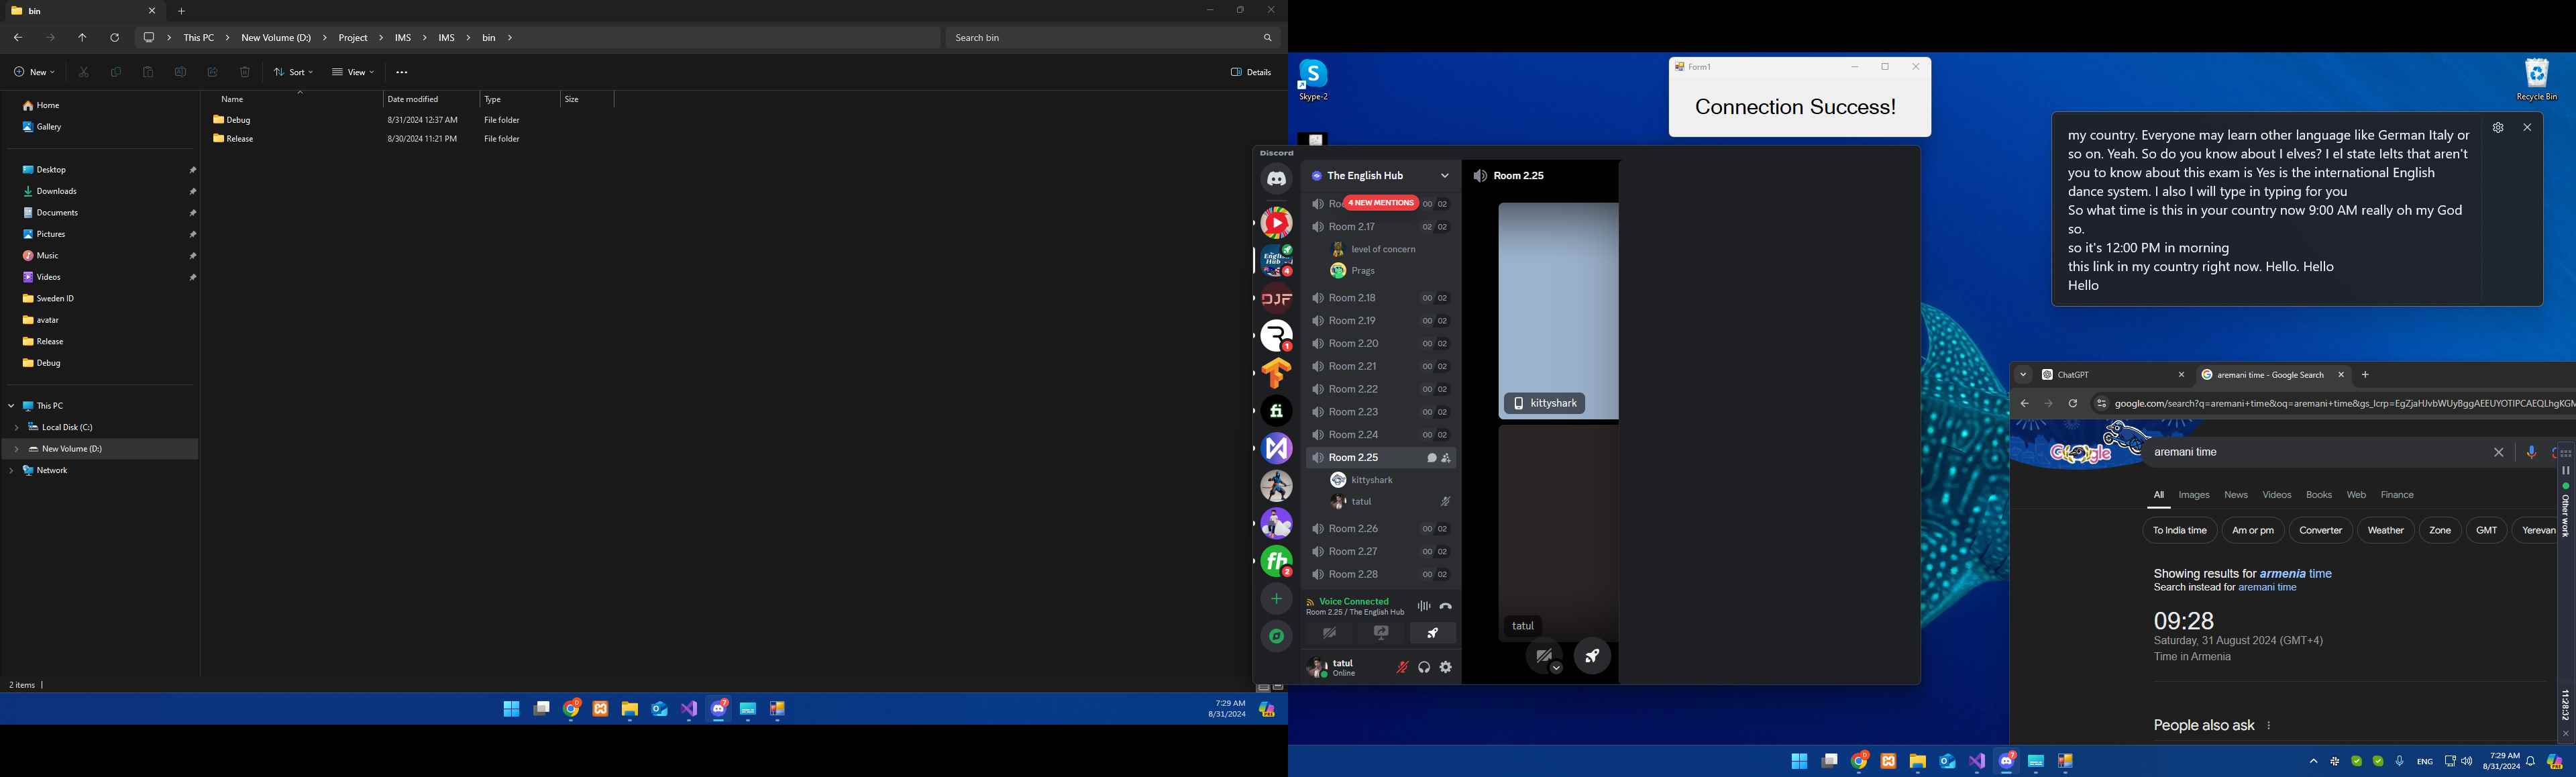 bin
This PC
New Volume (D:)
Project
IMS
IMS
bin
Search bin
New
Sort
View
Details
Name
Date modified
Type
Size
Debug
8/31/2024 12:37 AM
File folder
Release
8/30/2024 11:21 PM
File folder
Home
Gallery
Desktop
Downloads
Documents
Pictures
Music
Videos
Sweden ID
avatar
Release
Debug
This PC
Local Disk (C:)
New Volume (D:)
Network
2 items
7:29 AM
8/31/2024
Skype-2
Form1
Connection Success!
Recycle Bin
Discord
The English Hub
4 NEW MENTIONS
00 02
Room 2.17
02 02
level of concern
Prags
Room 2.18
00 02
Room 2.19
00 02
Room 2.20
00 02
Room 2.21
00 02
Room 2.22
00 02
Room 2.23
00 02
Room 2.24
00 02
Room 2.25
kittyshark
tatul
Room 2.26
00 02
Room 2.27
00 02
Room 2.28
00 02
Voice Connected
Room 2.25 / The English Hub
tatul
Online
Room 2.25
kittyshark
tatul
my country. Everyone may learn other language like German Italy or
so on. Yeah. So do you know about I elves? I el state Ielts that aren't
you to know about this exam is Yes is the international English
dance system. I also I will type in typing for you
So what time is this in your country now 9:00 AM really oh my God
so.
so it's 12:00 PM in morning
this link in my country right now. Hello. Hello
Hello
ChatGPT
aremani time - Google Search
google.com/search?q=aremani+time&oq=aremani+time&gs_lcrp=EgZjaHJvbWUyBggAEEUYOTIPCAEQLhgKGM
aremani time
All
Images
News
Videos
Books
Web
Finance
To India time
Am or pm
Converter
Weather
Zone
GMT
Yerevan
Showing results for armenia time
Search instead for aremani time
09:28
Saturday, 31 August 2024 (GMT+4)
Time in Armenia
People also ask
Other work
11:28:32
ENG
7:29 AM
8/31/2024